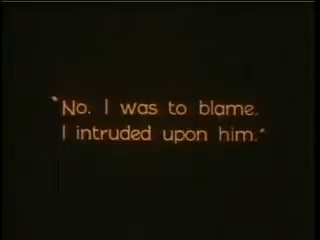 "No. I was to blame.
I intruded upon him."